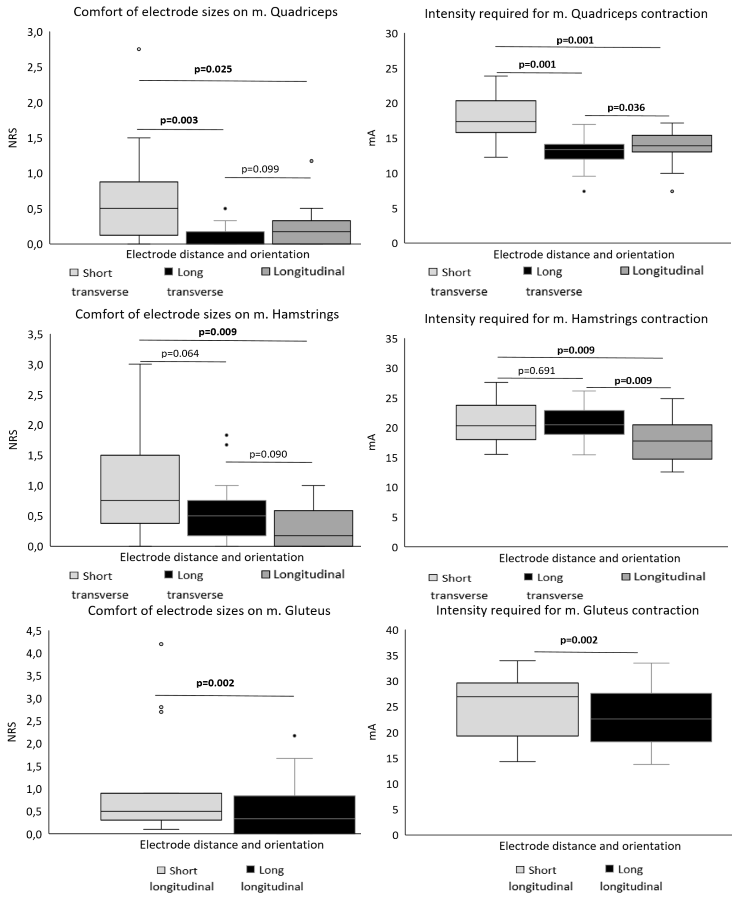 Comfort of electrode sizes on m. Quadriceps
3,0
2,5
2,0
1,5
1,0
0,5
0,0
NRS
p=0.025
p=0.003
p=0.099
Electrode distance and orientation
Short transverse
Long transverse
Longitudinal
Intensity required for m. Quadriceps contraction
30
25
20
15
10
5
0
mA
p=0.001
p=0.001
p=0.036
Electrode distance and orientation
Short transverse
Long transverse
Longitudinal
Comfort of electrode sizes on m. Hamstrings
3,5
3,0
2,5
2,0
1,5
1,0
0,5
0,0
NRS
p=0.009
p=0.064
p=0.090
Electrode distance and orientation
Short transverse
Long transverse
Longitudinal
Intensity required for m. Hamstrings contraction
35
30
25
20
15
10
5
0
mA
p=0.009
p=0.691
p=0.009
Electrode distance and orientation
Short transverse
Long transverse
Longitudinal
Comfort of electrode sizes on m. Gluteus
4,5
4,0
3,5
3,0
2,5
2,0
1,5
1,0
0,5
0,0
NRS
p=0.002
Electrode distance and orientation
Short longitudinal
Long longitudinal
Intensity required for m. Gluteus contraction
40
35
30
25
20
15
10
5
0
mA
p=0.002
Electrode distance and orientation
Short longitudinal
Long longitudinal